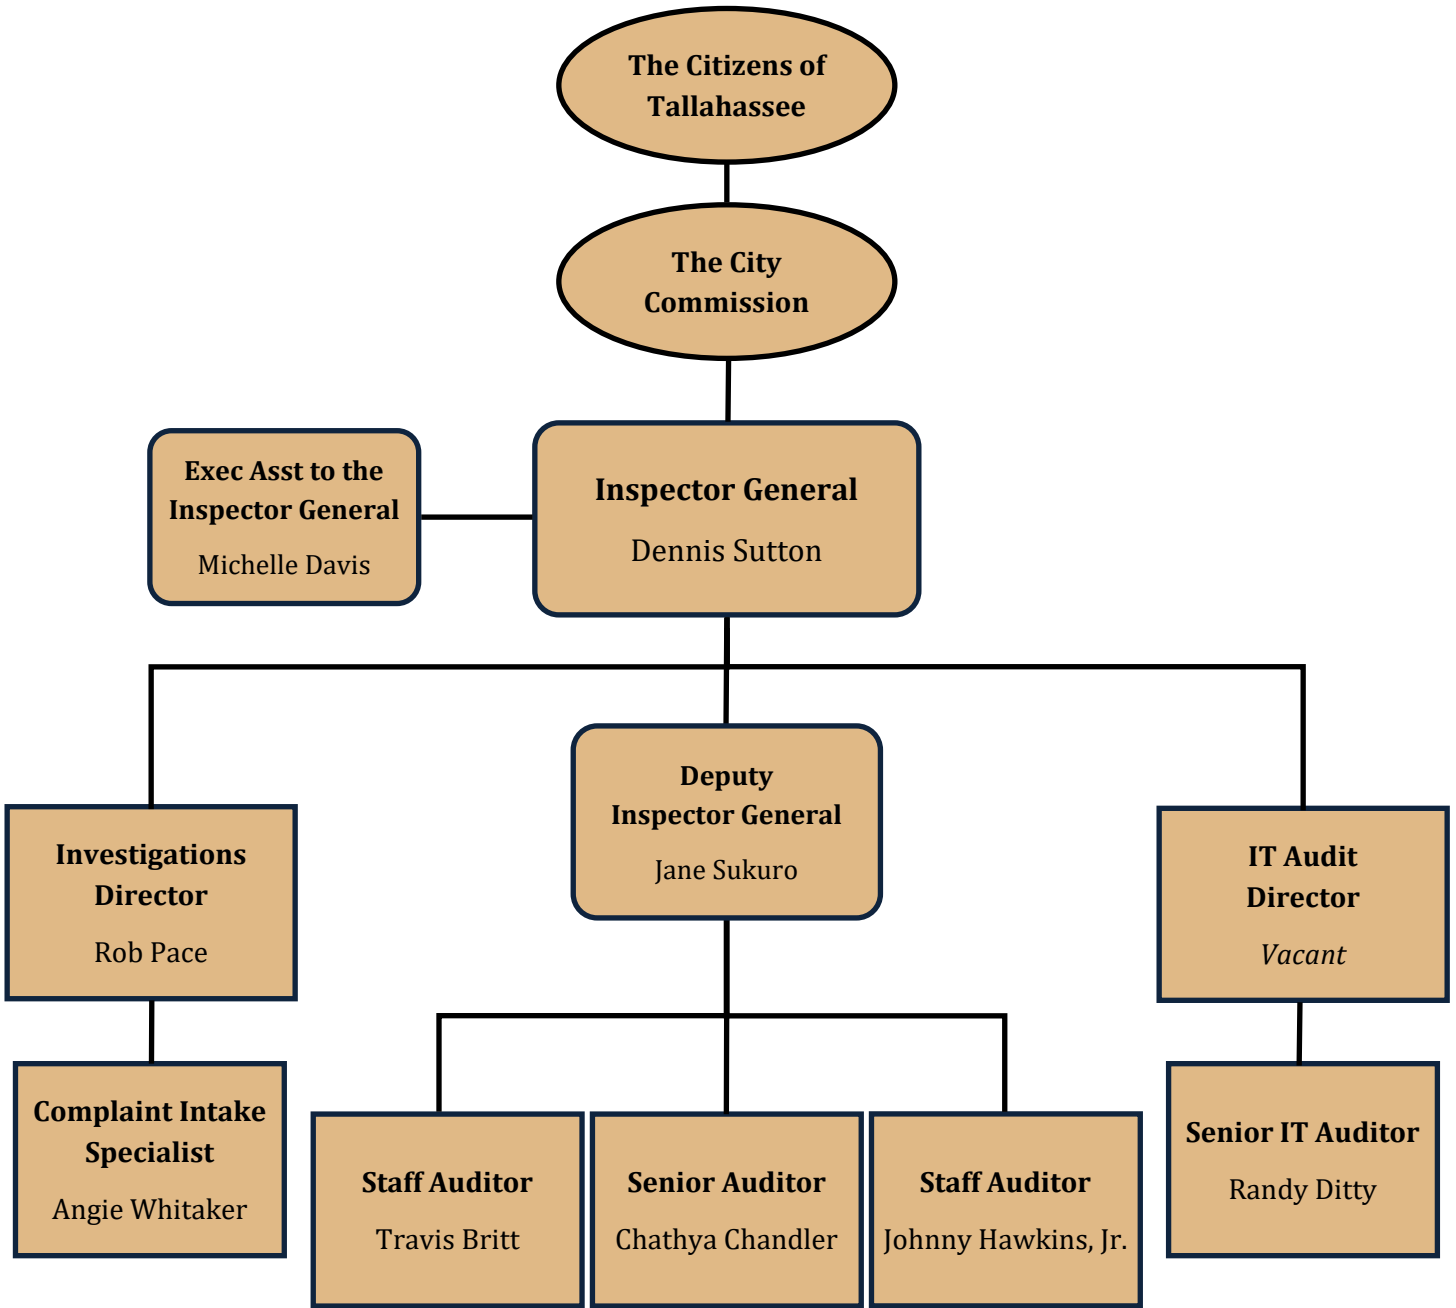 The Citizens of
Tallahassee
The City
Commission
Exec Asst to the
Inspector General
Michelle Davis
Inspector General
Dennis Sutton
Deputy
Inspector General
Jane Sukuro
Investigations
Director
Rob Pace
IT Audit
Director
Vacant
Complaint Intake
Specialist
Angie Whitaker
Staff Auditor
Travis Britt
Senior Auditor
Chathya Chandler
Staff Auditor
Johnny Hawkins, Jr.
Senior IT Auditor
Randy Ditty